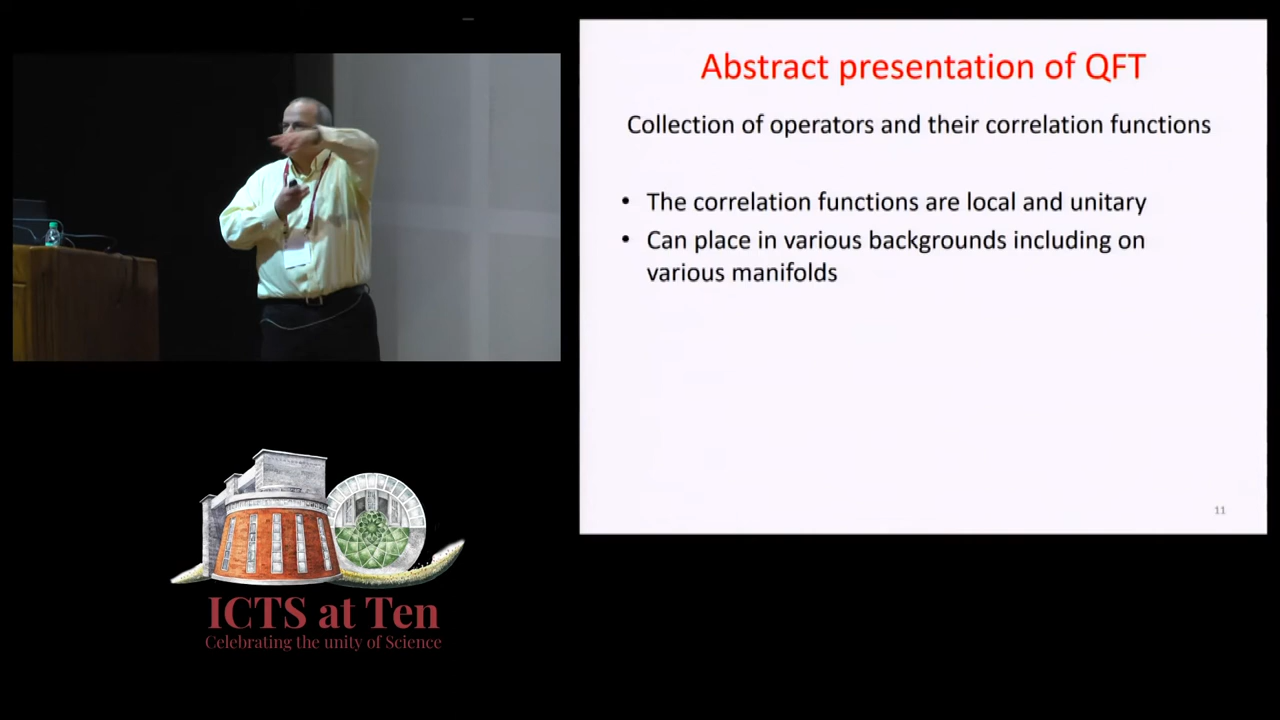 Abstract presentation of QFT
Collection of operators and their correlation functions
• The correlation functions are local and unitary
• Can place in various backgrounds including on
various manifolds
11
ICTS at Ten
Celebrating the unity of Science